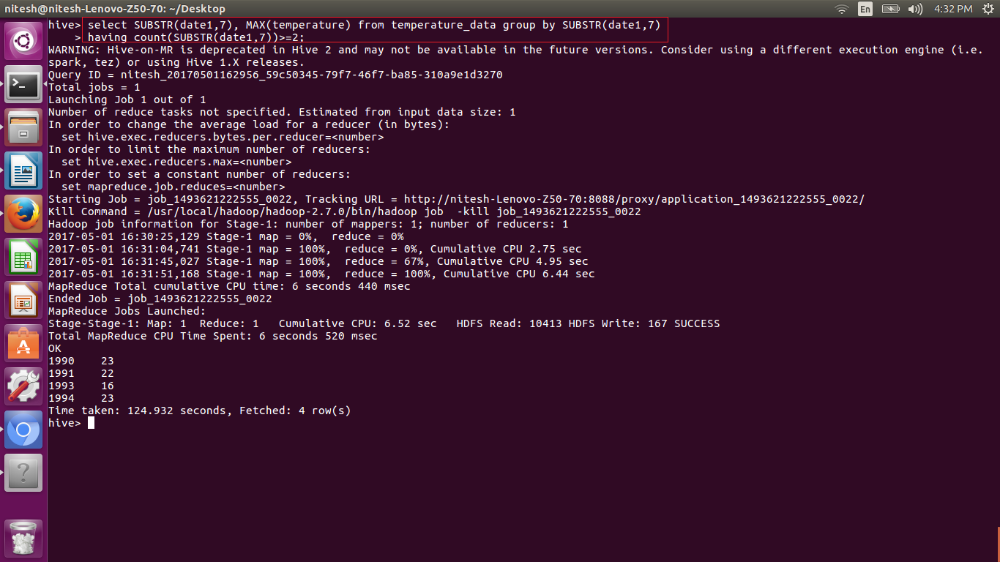 nitesh@nitesh-Lenovo-Z50-70: ~/Desktop
En
4:32 PM
hive> select SUBSTR(date1,7), MAX(temperature) from temperature_data group by SUBSTR(date1,7)
    > having count(SUBSTR(date1,7))>=2;
WARNING: Hive-on-MR is deprecated in Hive 2 and may not be available in the future versions. Consider using a different execution engine (i.e.
spark, tez) or using Hive 1.X releases.
Query ID = nitesh_20170501162956_59c50345-79f7-46f7-ba85-310a9e1d3270
Total jobs = 1
Launching Job 1 out of 1
Number of reduce tasks not specified. Estimated from input data size: 1
In order to change the average load for a reducer (in bytes):
  set hive.exec.reducers.bytes.per.reducer=<number>
In order to limit the maximum number of reducers:
  set hive.exec.reducers.max=<number>
In order to set a constant number of reducers:
  set mapreduce.job.reduces=<number>
Starting Job = job_1493621222555_0022, Tracking URL = http://nitesh-Lenovo-Z50-70:8088/proxy/application_1493621222555_0022/
Kill Command = /usr/local/hadoop/hadoop-2.7.0/bin/hadoop job  -kill job_1493621222555_0022
Hadoop job information for Stage-1: number of mappers: 1; number of reducers: 1
2017-05-01 16:30:25,129 Stage-1 map = 0%,  reduce = 0%
2017-05-01 16:31:04,741 Stage-1 map = 100%,  reduce = 0%, Cumulative CPU 2.75 sec
2017-05-01 16:31:45,027 Stage-1 map = 100%,  reduce = 67%, Cumulative CPU 4.95 sec
2017-05-01 16:31:51,168 Stage-1 map = 100%,  reduce = 100%, Cumulative CPU 6.44 sec
MapReduce Total cumulative CPU time: 6 seconds 440 msec
Ended Job = job_1493621222555_0022
MapReduce Jobs Launched:
Stage-Stage-1: Map: 1  Reduce: 1   Cumulative CPU: 6.52 sec   HDFS Read: 10413 HDFS Write: 167 SUCCESS
Total MapReduce CPU Time Spent: 6 seconds 520 msec
OK
1990    23
1991    22
1993    16
1994    23
Time taken: 124.932 seconds, Fetched: 4 row(s)
hive>